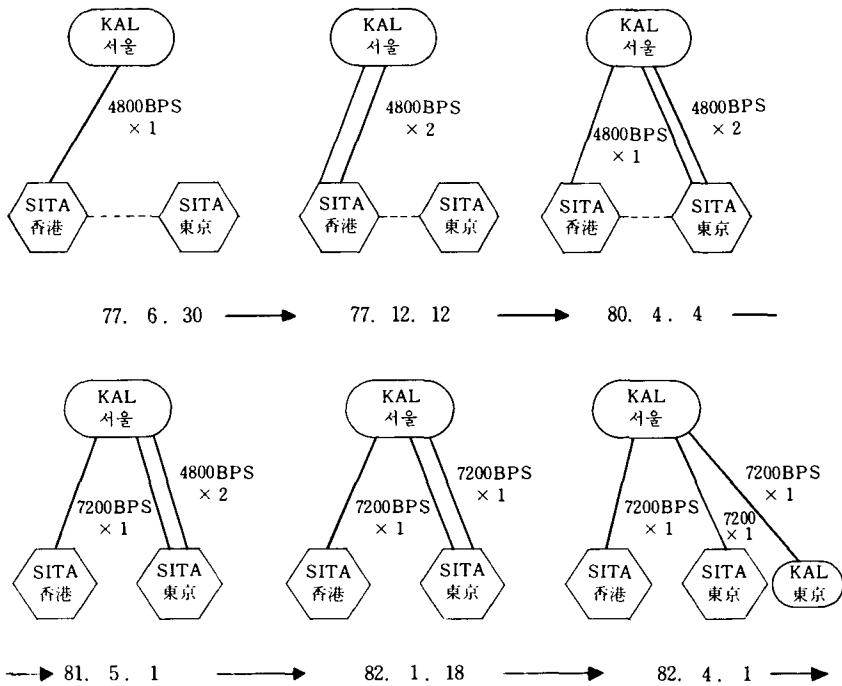 KAL
서울
KAL
서울
KAL
서울
4800BPS
× 1
4800BPS
× 2
4800BPS
× 1
4800BPS
× 2
SITA
香港
SITA
東京
SITA
香港
SITA
東京
SITA
香港
SITA
東京
77. 6. 30
77. 12. 12
80. 4. 4
KAL
서울
KAL
서울
KAL
서울
7200BPS
× 1
4800BPS
× 2
7200BPS
× 1
7200BPS
× 1
7200BPS
× 1
7200
× 1
7200BPS
× 1
SITA
香港
SITA
東京
SITA
香港
SITA
東京
SITA
香港
SITA
東京
KAL
東京
81. 5. 1
82. 1. 18
82. 4. 1